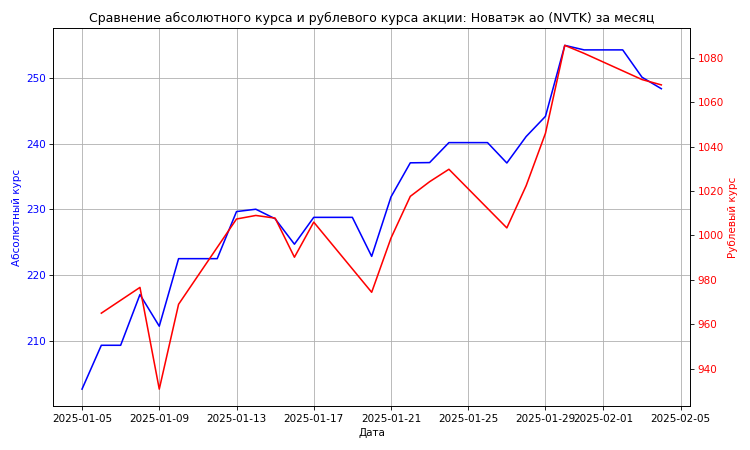 Сравнение абсолютного курса и рублевого курса акции: Новатэк ао (NVTK) за месяц
Абсолютный курс
250
240
230
220
210
1080
1060
1040
1020
1000
980
960
940
Рублевый курс
2025-01-05 2025-01-09 2025-01-13 2025-01-17 2025-01-21 2025-01-25 2025-01-29 2025-02-01 2025-02-05
Дата